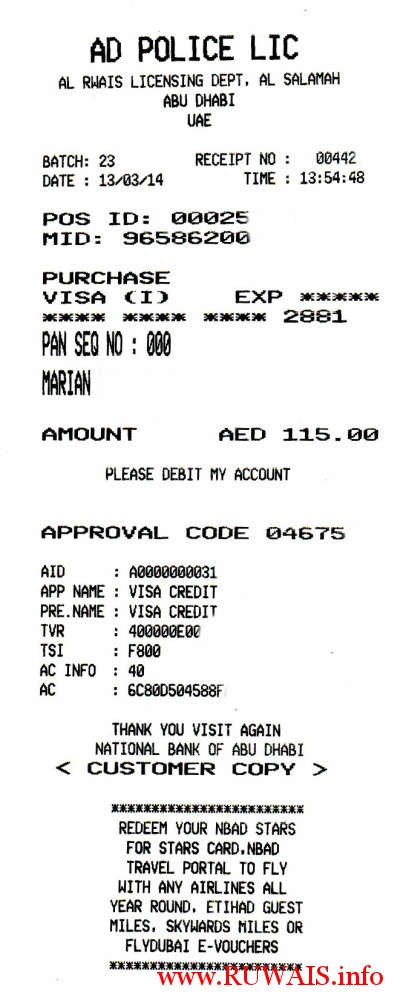 AD POLICE LIC
AL RWAIS LICENSING DEPT, AL SALAMAH
ABU DHABI
UAE
BATCH: 23 RECEIPT NO : 00442
DATE : 13/03/14 TIME : 13:54:48
POS ID: 00025
MID: 96586200
PURCHASE
VISA (I) EXP *****
**** **** **** 2881
PAN SEQ NO : 000
MARIAN
AMOUNT AED 115.00
PLEASE DEBIT MY ACCOUNT
APPROVAL CODE 04675
AID : A0000000031
APP NAME : VISA CREDIT
PRE.NAME : VISA CREDIT
TVR : 400000E00
TSI : F800
AC INFO : 40
AC : 6C80D504588F
THANK YOU VISIT AGAIN
NATIONAL BANK OF ABU DHABI
< CUSTOMER COPY >
************************
REDEEM YOUR NBAD STARS
FOR STARS CARD.NBAD
TRAVEL PORTAL TO FLY
WITH ANY AIRLINES ALL
YEAR ROUND, ETIHAD GUEST
MILES, SKYWARDS MILES OR
FLYDUBAI E-VOUCHERS
************************
www.RUWAIS.info